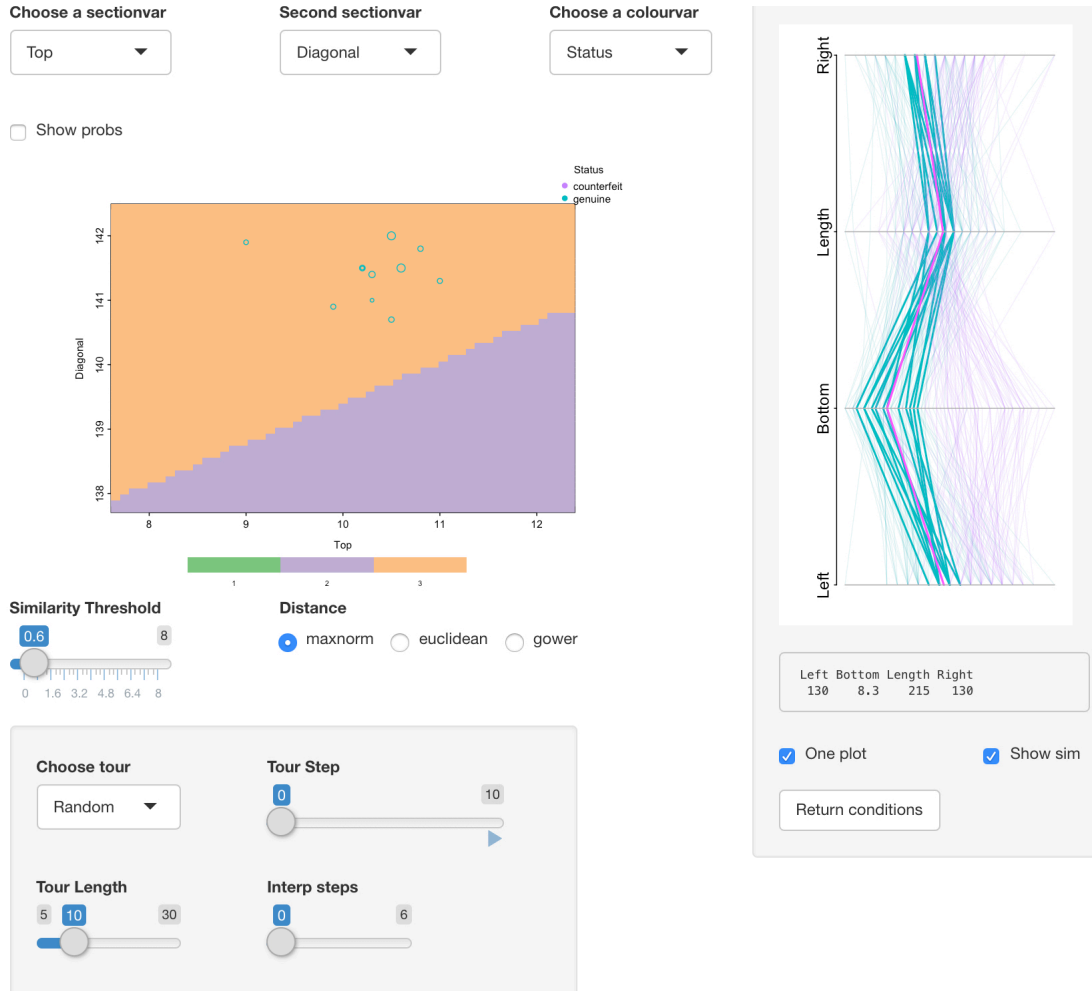 Choose a sectionvar
Second sectionvar
Choose a colourvar
Top
Diagonal
Status
Show probs
Status
counterfeit
genuine
142
141
140
139
138
Diagonal
8 9 10 11 12
Top
1 2 3
Similarity Threshold
0.6 8
0 1.6 3.2 4.8 6.4 8
Distance
maxnorm euclidean gower
Choose tour
Random
Tour Step
0 10
Tour Length
5 10 30
Interp steps
0 6
Right
Length
Bottom
Left
Left Bottom Length Right
130 8.3 215 130
One plot
Show sim
Return conditions